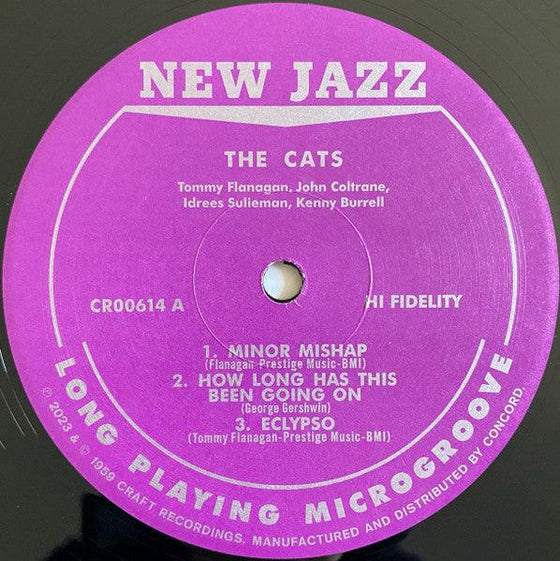 NEW JAZZ
THE CATS
Tommy Flanagan, John Coltrane,
Idrees Sulieman, Kenny Burrell
CR00614 A
HI FIDELITY
1. MINOR MISHAP
(Flanagan-Prestige Music-BMI)
2. HOW LONG HAS THIS
BEEN GOING ON
(George Gershwin)
3. ECLYPSO
(Tommy Flanagan-Prestige Music-BMI)
LONG PLAYING MICROGROOVE
℗ 2023 & © 1959 CRAFT RECORDINGS. MANUFACTURED AND DISTRIBUTED BY CONCORD.